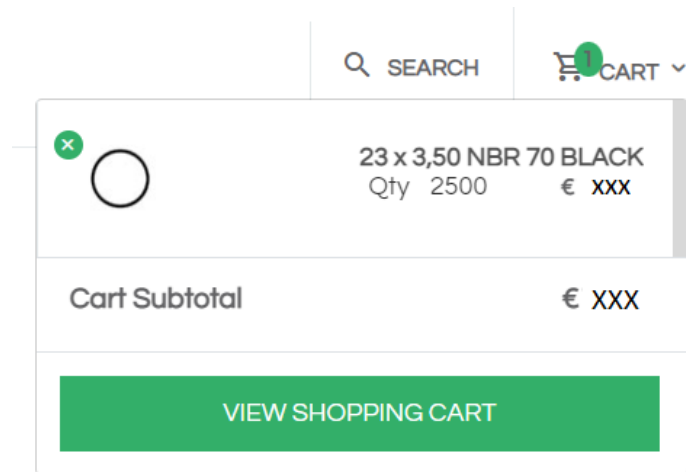 SEARCH
1 CART
23 x 3,50 NBR 70 BLACK
Qty 2500 € xxx
Cart Subtotal € XXX
VIEW SHOPPING CART